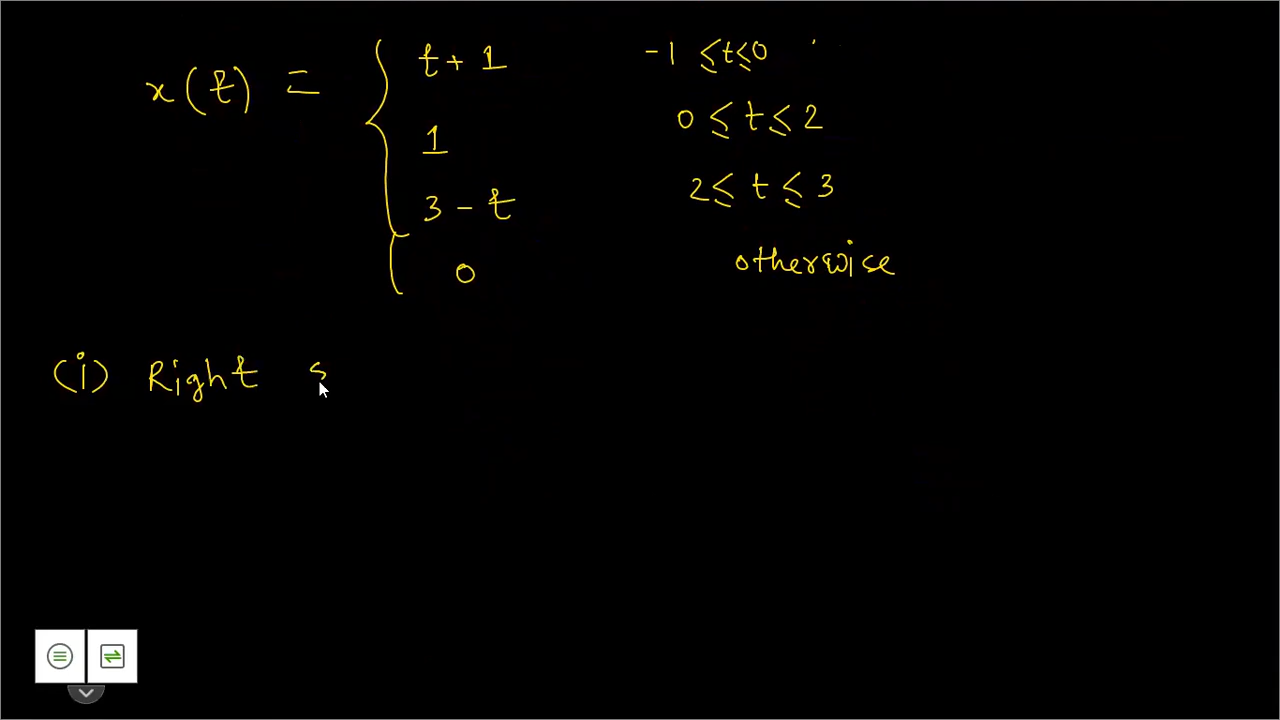 x(t) = { t + 1 -1 ≤ t ≤ 0
1 0 ≤ t ≤ 2
3 - t 2 ≤ t ≤ 3
0 otherwise
(i) Right s